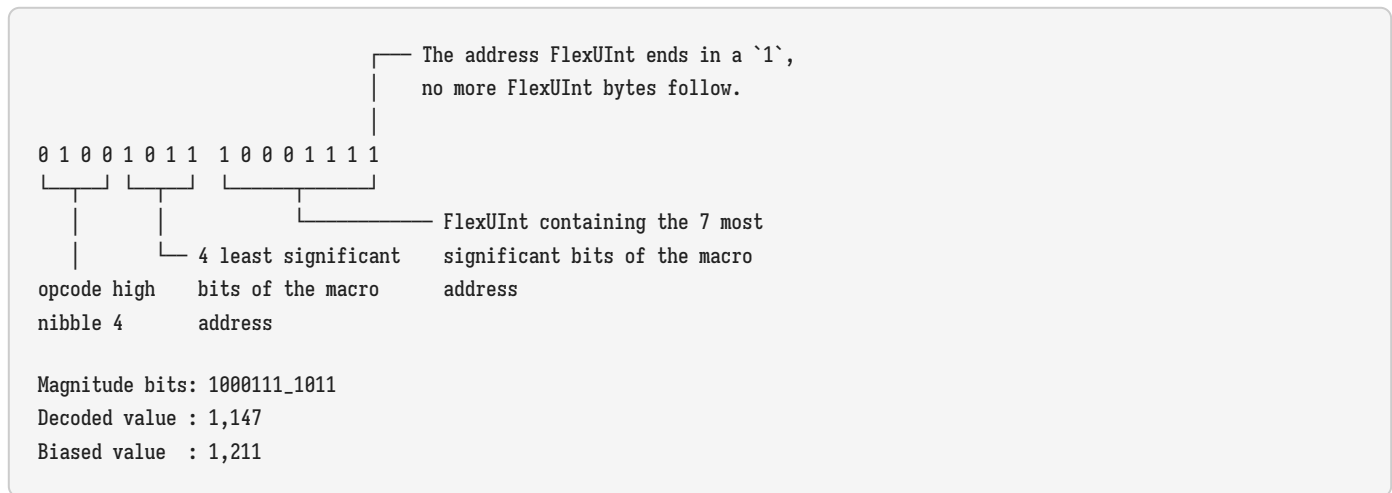 The address FlexUInt ends in a `1`,
no more FlexUInt bytes follow.
0 1 0 0 1 0 1 1  1 0 0 0 1 1 1 1
FlexUInt containing the 7 most
4 least significant    significant bits of the macro
opcode high    bits of the macro    address
nibble 4    address
Magnitude bits: 1000111_1011
Decoded value : 1,147
Biased value  : 1,211